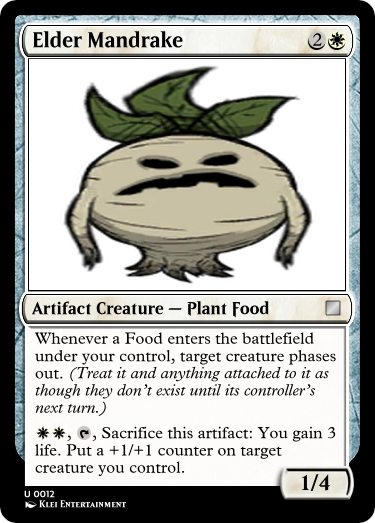 Elder Mandrake 2
Artifact Creature — Plant Food
Whenever a Food enters the battlefield
under your control, target creature phases
out. (Treat it and anything attached to it as
though they don't exist until its controller's
next turn.)
, , Sacrifice this artifact: You gain 3
life. Put a +1/+1 counter on target
creature you control.
1/4
U 0012
Klei Entertainment